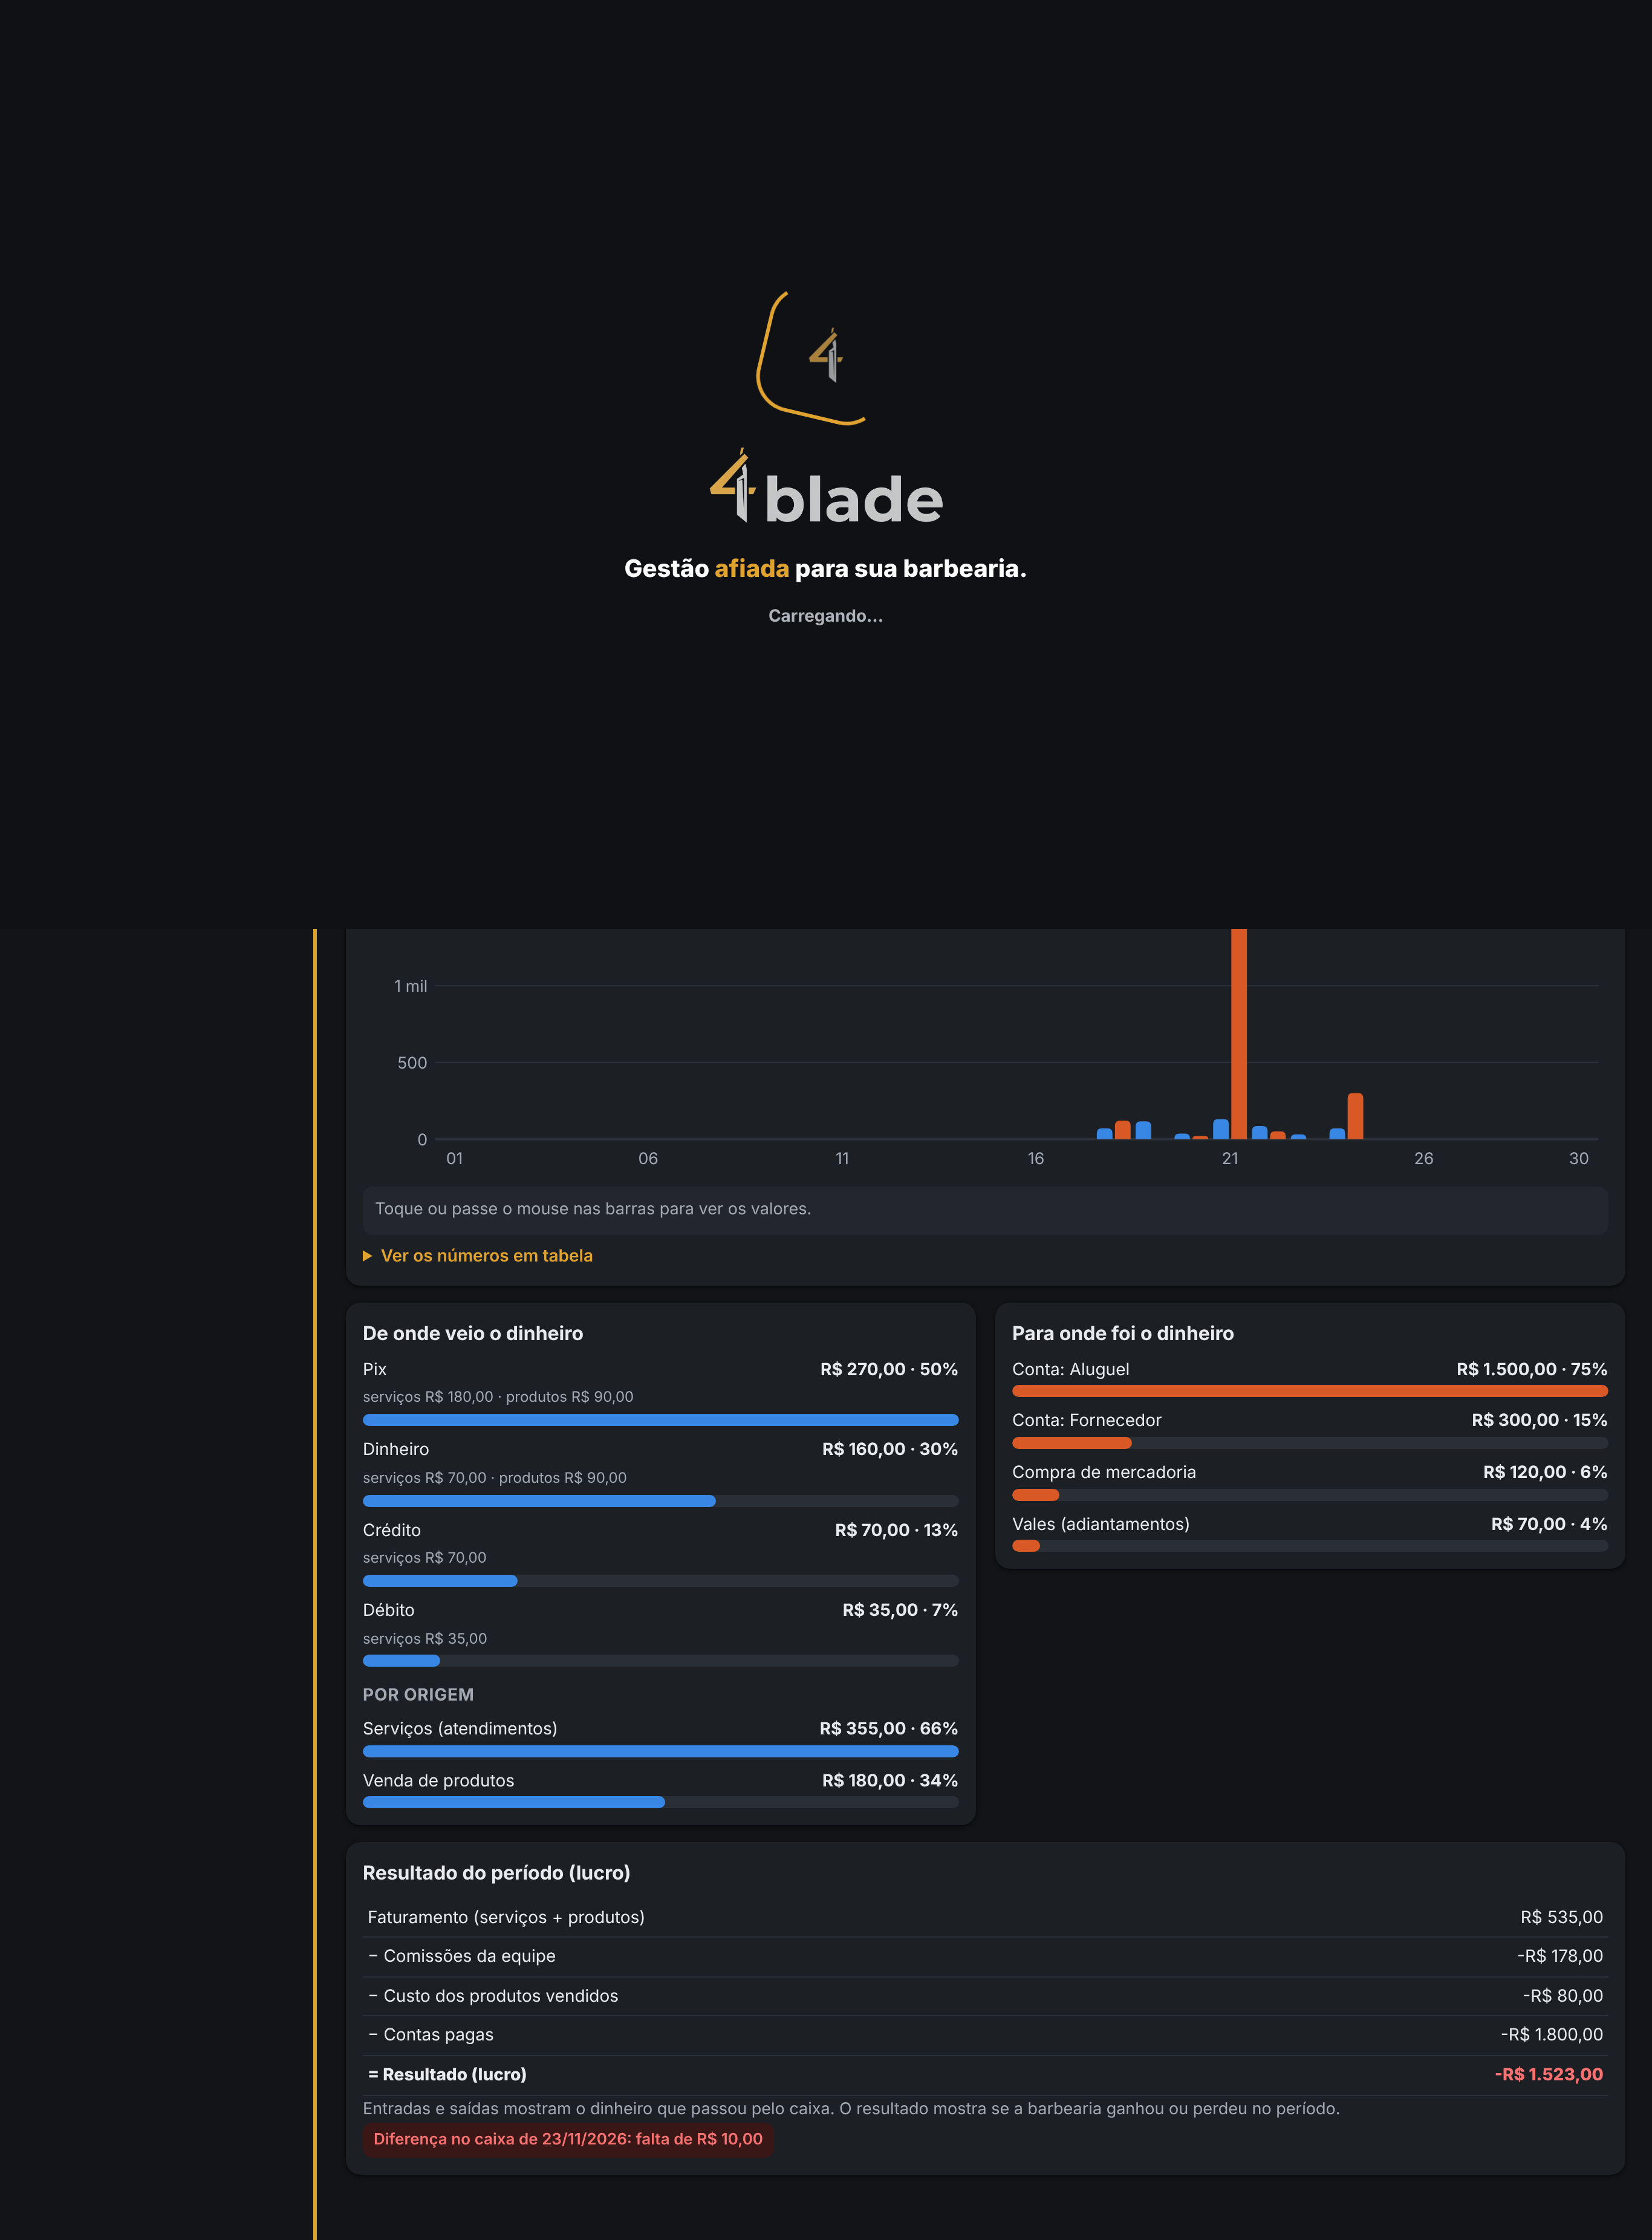 4blade
Gestão afiada para sua barbearia.
Carregando...
1 mil
500
0
01 06 11 16 21 26 30
Toque ou passe o mouse nas barras para ver os valores.
Ver os números em tabela
De onde veio o dinheiro
Pix R$ 270,00 · 50%
serviços R$ 180,00 · produtos R$ 90,00
Dinheiro R$ 160,00 · 30%
serviços R$ 70,00 · produtos R$ 90,00
Crédito R$ 70,00 · 13%
serviços R$ 70,00
Débito R$ 35,00 · 7%
serviços R$ 35,00
POR ORIGEM
Serviços (atendimentos) R$ 355,00 · 66%
Venda de produtos R$ 180,00 · 34%
Para onde foi o dinheiro
Conta: Aluguel R$ 1.500,00 · 75%
Conta: Fornecedor R$ 300,00 · 15%
Compra de mercadoria R$ 120,00 · 6%
Vales (adiantamentos) R$ 70,00 · 4%
Resultado do período (lucro)
Faturamento (serviços + produtos) R$ 535,00
− Comissões da equipe -R$ 178,00
− Custo dos produtos vendidos -R$ 80,00
− Contas pagas -R$ 1.800,00
= Resultado (lucro) -R$ 1.523,00
Entradas e saídas mostram o dinheiro que passou pelo caixa. O resultado mostra se a barbearia ganhou ou perdeu no período.
Diferença no caixa de 23/11/2026: falta de R$ 10,00